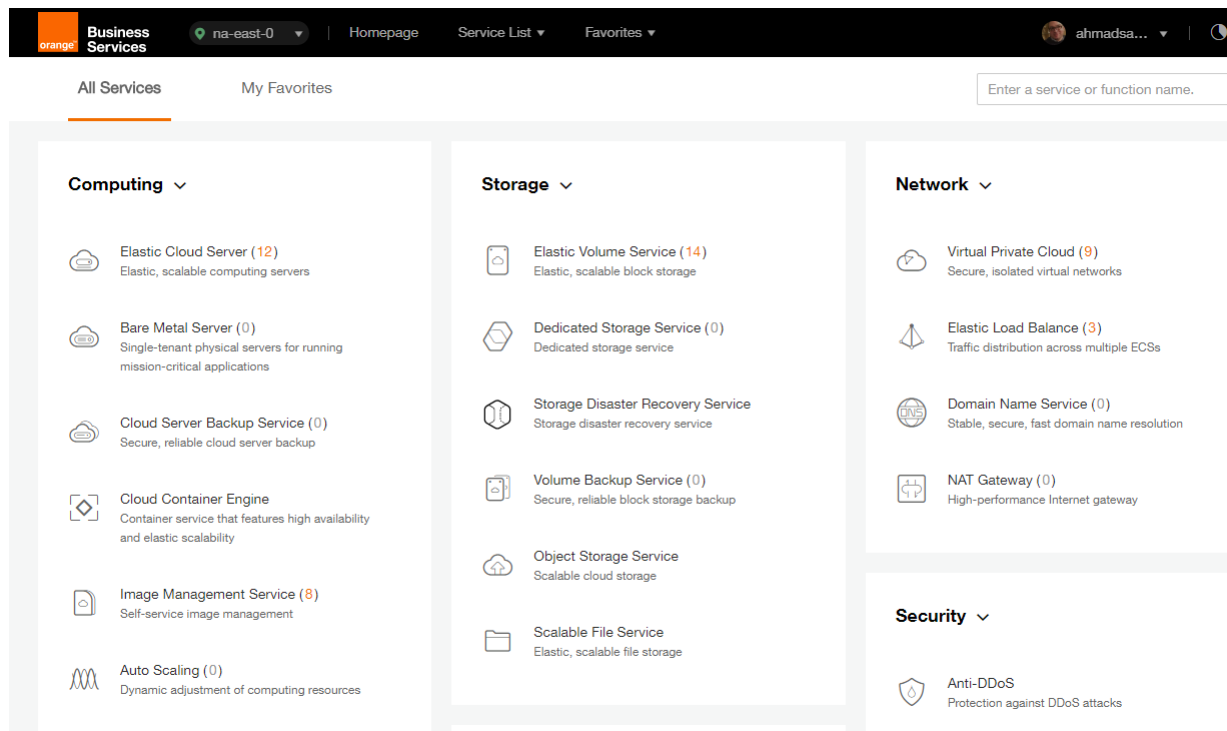 orange™
Business
Services
na-east-0
Homepage
Service List
Favorites
ahmadsa...
All Services
My Favorites
Enter a service or function name.
Computing
Elastic Cloud Server (12)
Elastic, scalable computing servers
Bare Metal Server (0)
Single-tenant physical servers for running
mission-critical applications
Cloud Server Backup Service (0)
Secure, reliable cloud server backup
Cloud Container Engine
Container service that features high availability
and elastic scalability
Image Management Service (8)
Self-service image management
Auto Scaling (0)
Dynamic adjustment of computing resources
Storage
Elastic Volume Service (14)
Elastic, scalable block storage
Dedicated Storage Service (0)
Dedicated storage service
Storage Disaster Recovery Service
Storage disaster recovery service
Volume Backup Service (0)
Secure, reliable block storage backup
Object Storage Service
Scalable cloud storage
Scalable File Service
Elastic, scalable file storage
Network
Virtual Private Cloud (9)
Secure, isolated virtual networks
Elastic Load Balance (3)
Traffic distribution across multiple ECSs
DNS
Domain Name Service (0)
Stable, secure, fast domain name resolution
NAT Gateway (0)
High-performance Internet gateway
Security
Anti-DDoS
Protection against DDoS attacks